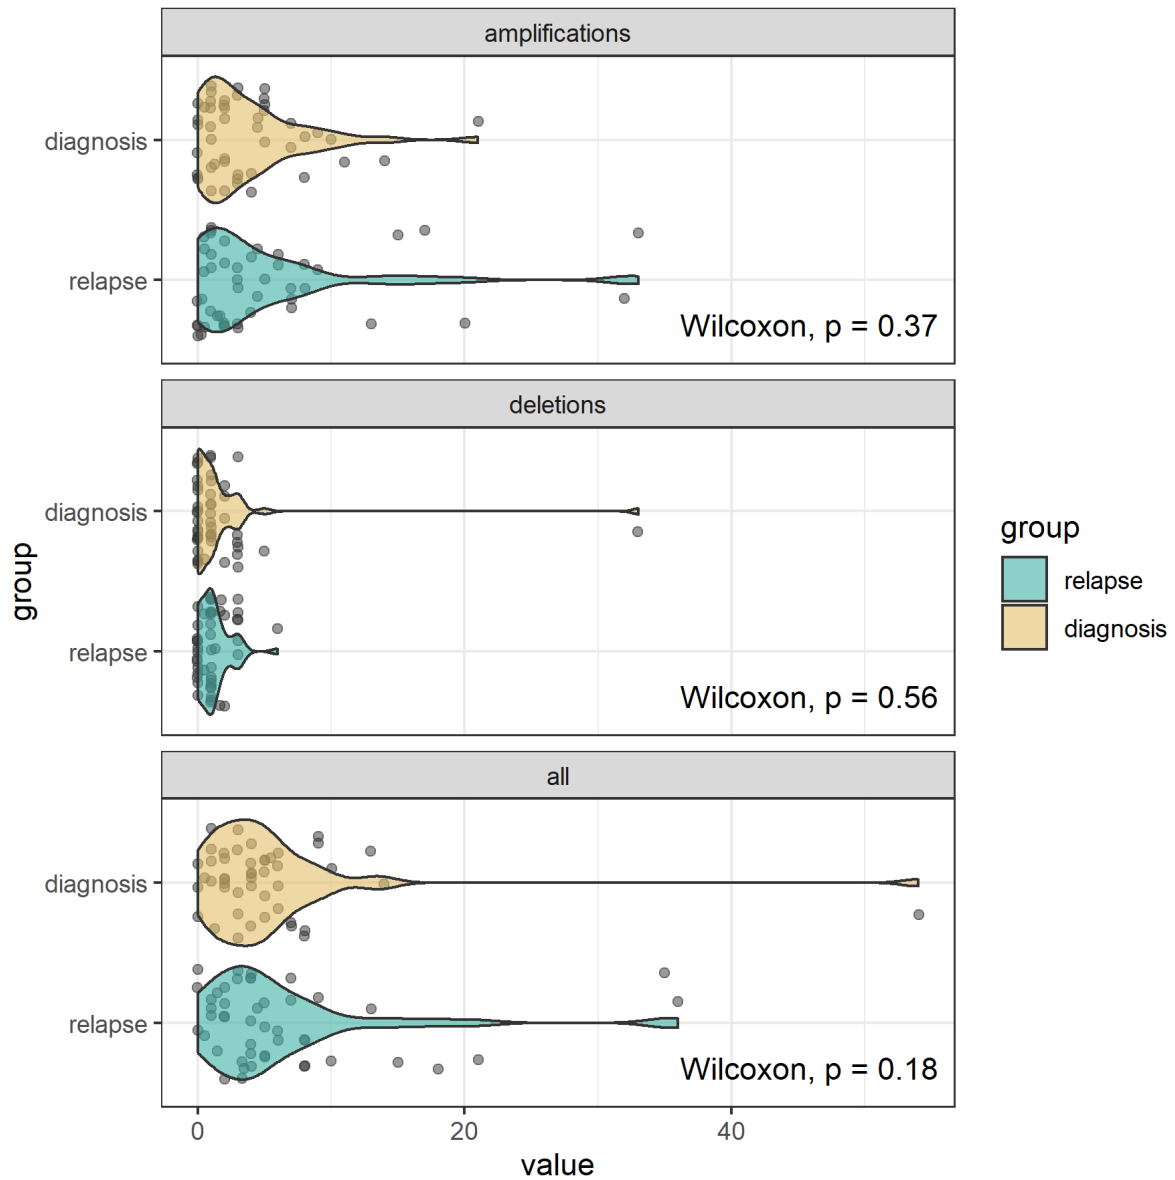 amplifications
diagnosis
relapse
Wilcoxon, p = 0.37
deletions
diagnosis
relapse
Wilcoxon, p = 0.56
all
diagnosis
relapse
Wilcoxon, p = 0.18
0 20 40
value
group
group
relapse
diagnosis